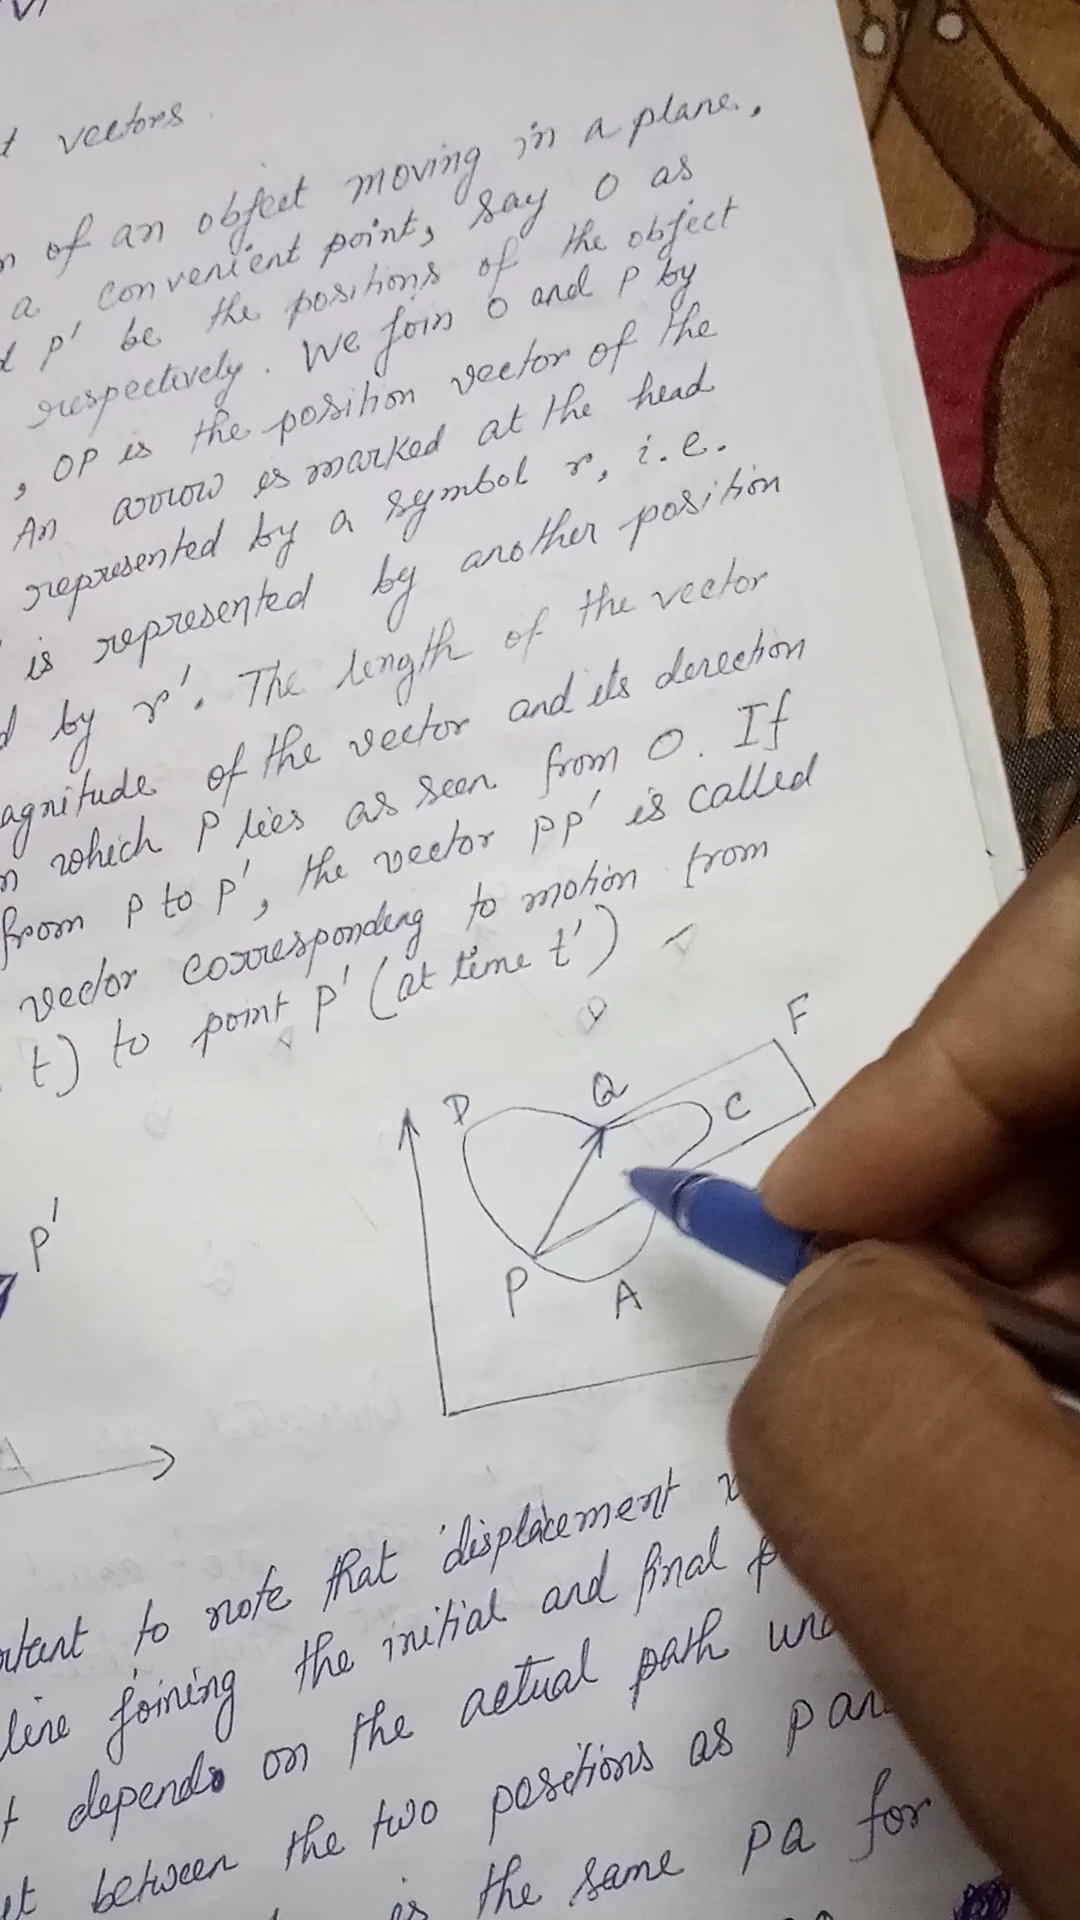 vectors.
of an object moving in a plane.
a convenient point, say O as
p' be the positions of the object
respectively. We join O and P by
, OP is the position vector of the
An arrow is marked at the head
represented by a symbol r, i.e.
is represented by another position
by r'. The length of the vector
agnitude of the vector and its derection
which P lies as seen from O. If
from P to P', the vector PP' is called
vector corresponding to motion from
t) to point P' (at time t')
F
D
Q
C
P'
P
A
to note that displacement
line joining the initial and final
depends on the actual path
between the two positions as P
the same PQ for